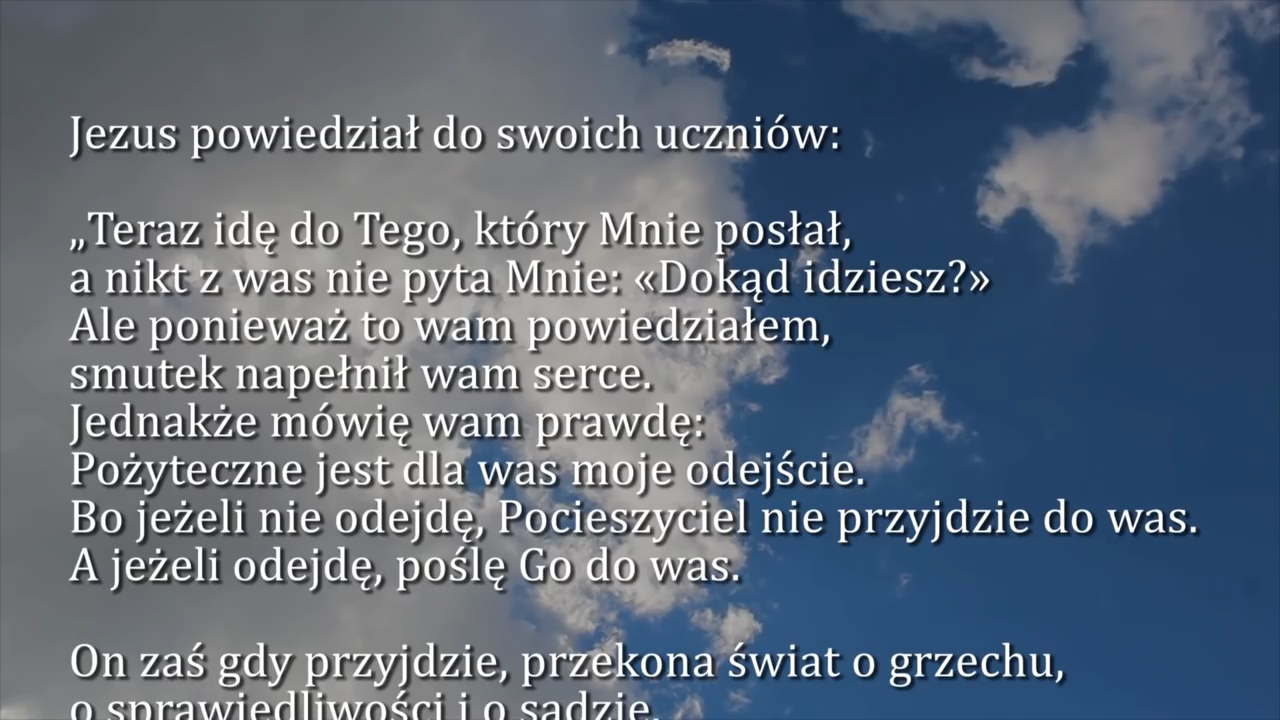 Jezus powiedział do swoich uczniów:
„Teraz idę do Tego, który Mnie posłał,
a nikt z was nie pyta Mnie: «Dokąd idziesz?»
Ale ponieważ to wam powiedziałem,
smutek napełnił wam serce.
Jednakże mówię wam prawdę:
Pożyteczne jest dla was moje odejście.
Bo jeżeli nie odejdę, Pocieszyciel nie przyjdzie do was.
A jeżeli odejdę, poślę Go do was.
On zaś gdy przyjdzie, przekona świat o grzechu,
o sprawiedliwości i o sądzie.